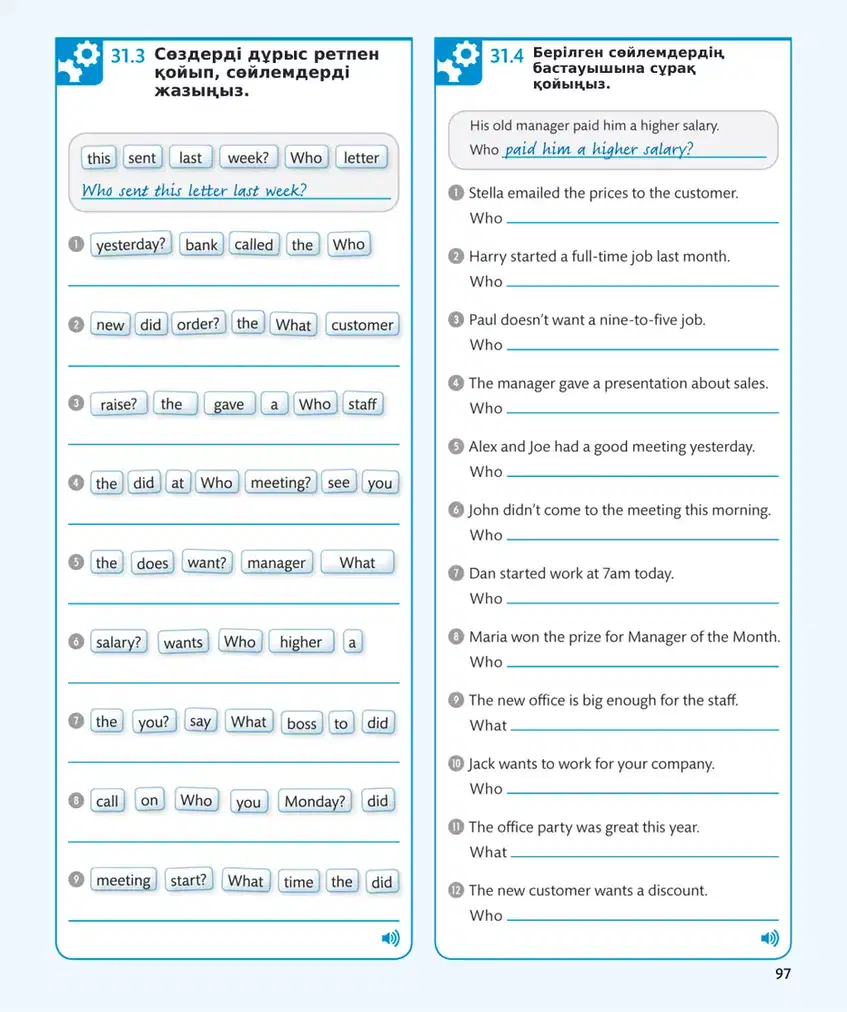 31.3 Сөздерді дұрыс ретпен
қойып, сөйлемдерді
жазыңыз.
this sent last week? Who letter
Who sent this letter last week?
1 yesterday? bank called the Who
2 new did order? the What customer
3 raise? the gave a Who staff
4 the did at Who meeting? see you
5 the does want? manager What
6 salary? wants Who higher a
7 the you? say What boss to did
8 call on Who you Monday? did
9 meeting start? What time the did
31.4 Берілген сөйлемдердің
бастауышына сұрақ
қойыңыз.
His old manager paid him a higher salary.
Who paid him a higher salary?
1 Stella emailed the prices to the customer.
Who
2 Harry started a full-time job last month.
Who
3 Paul doesn't want a nine-to-five job.
Who
4 The manager gave a presentation about sales.
Who
5 Alex and Joe had a good meeting yesterday.
Who
6 John didn't come to the meeting this morning.
Who
7 Dan started work at 7am today.
Who
8 Maria won the prize for Manager of the Month.
Who
9 The new office is big enough for the staff.
What
10 Jack wants to work for your company.
Who
11 The office party was great this year.
What
12 The new customer wants a discount.
Who
97